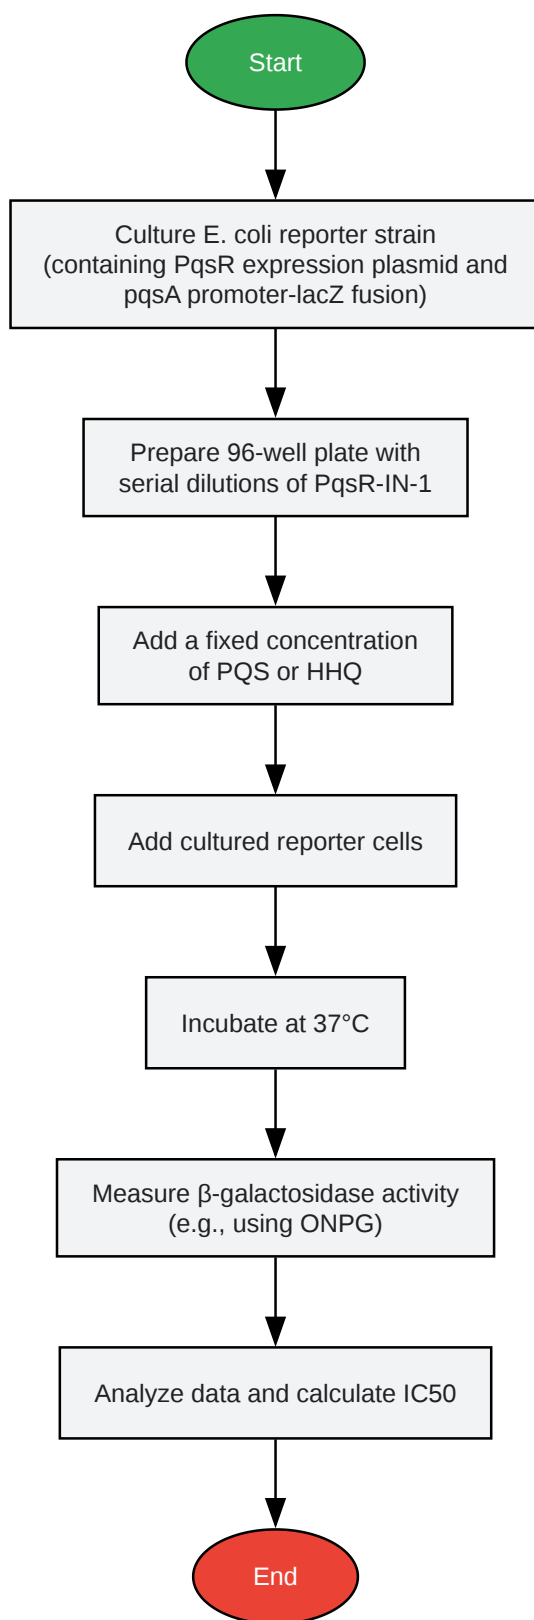 Start
Culture E. coli reporter strain
(containing PqsR expression plasmid and
pqsA promoter-lacZ fusion)
Prepare 96-well plate with
serial dilutions of PqsR-IN-1
Add a fixed concentration
of PQS or HHQ
Add cultured reporter cells
Incubate at 37°C
Measure β-galactosidase activity
(e.g., using ONPG)
Analyze data and calculate IC50
End